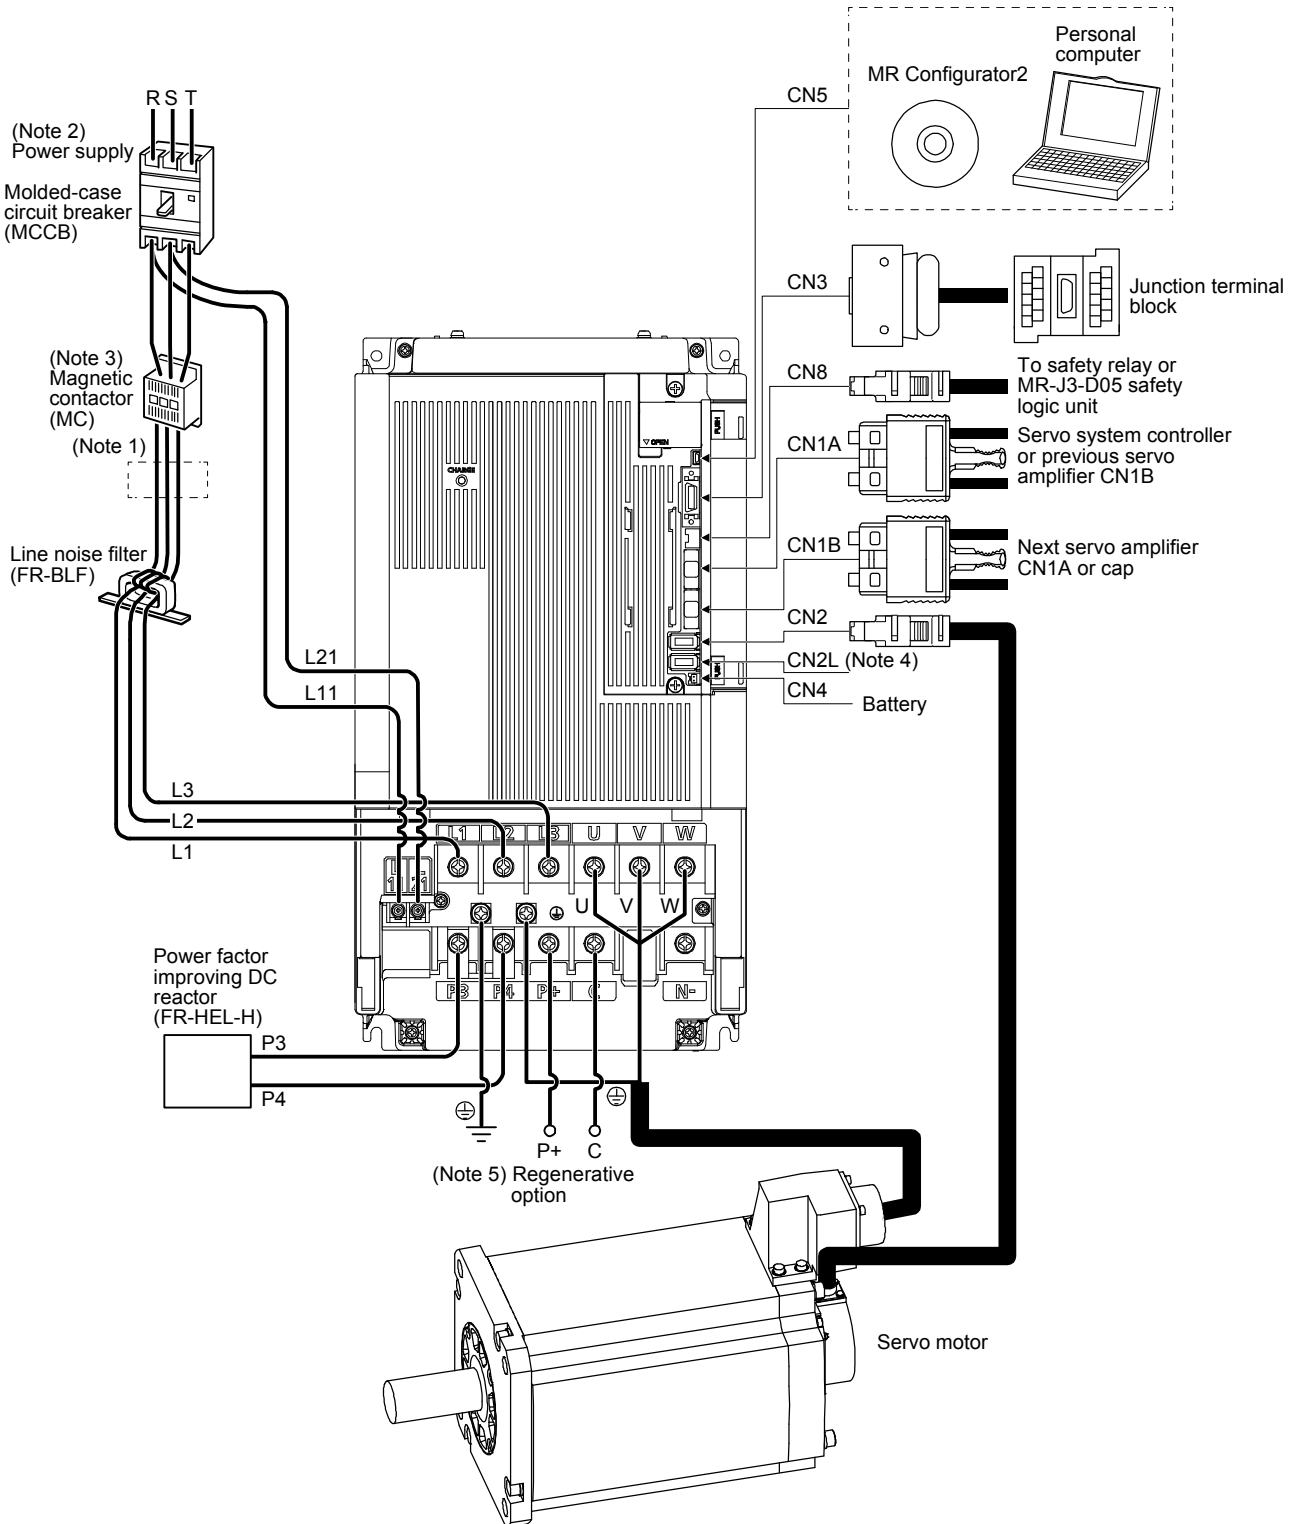 Personal
computer
MR Configurator2
CN5
R S T
(Note 2)
Power supply
Molded-case
circuit breaker
(MCCB)
CN3
Junction terminal
block
(Note 3)
Magnetic
contactor
(MC)
(Note 1)
CN8
To safety relay or
MR-J3-D05 safety
logic unit
CN1A
Servo system controller
or previous servo
amplifier CN1B
PUSH
▽OPEN
CHARGE
CN1B
Next servo amplifier
CN1A or cap
Line noise filter
(FR-BLF)
CN2
CN2L (Note 4)
PUSH
CN4
Battery
L21
L11
L3
L2
L1
L1 L2 L3 U V W
U V W
P3 P4 P+ C N-
Power factor
improving DC
reactor
(FR-HEL-H)
P3
P4
P+ C
(Note 5) Regenerative
option
Servo motor